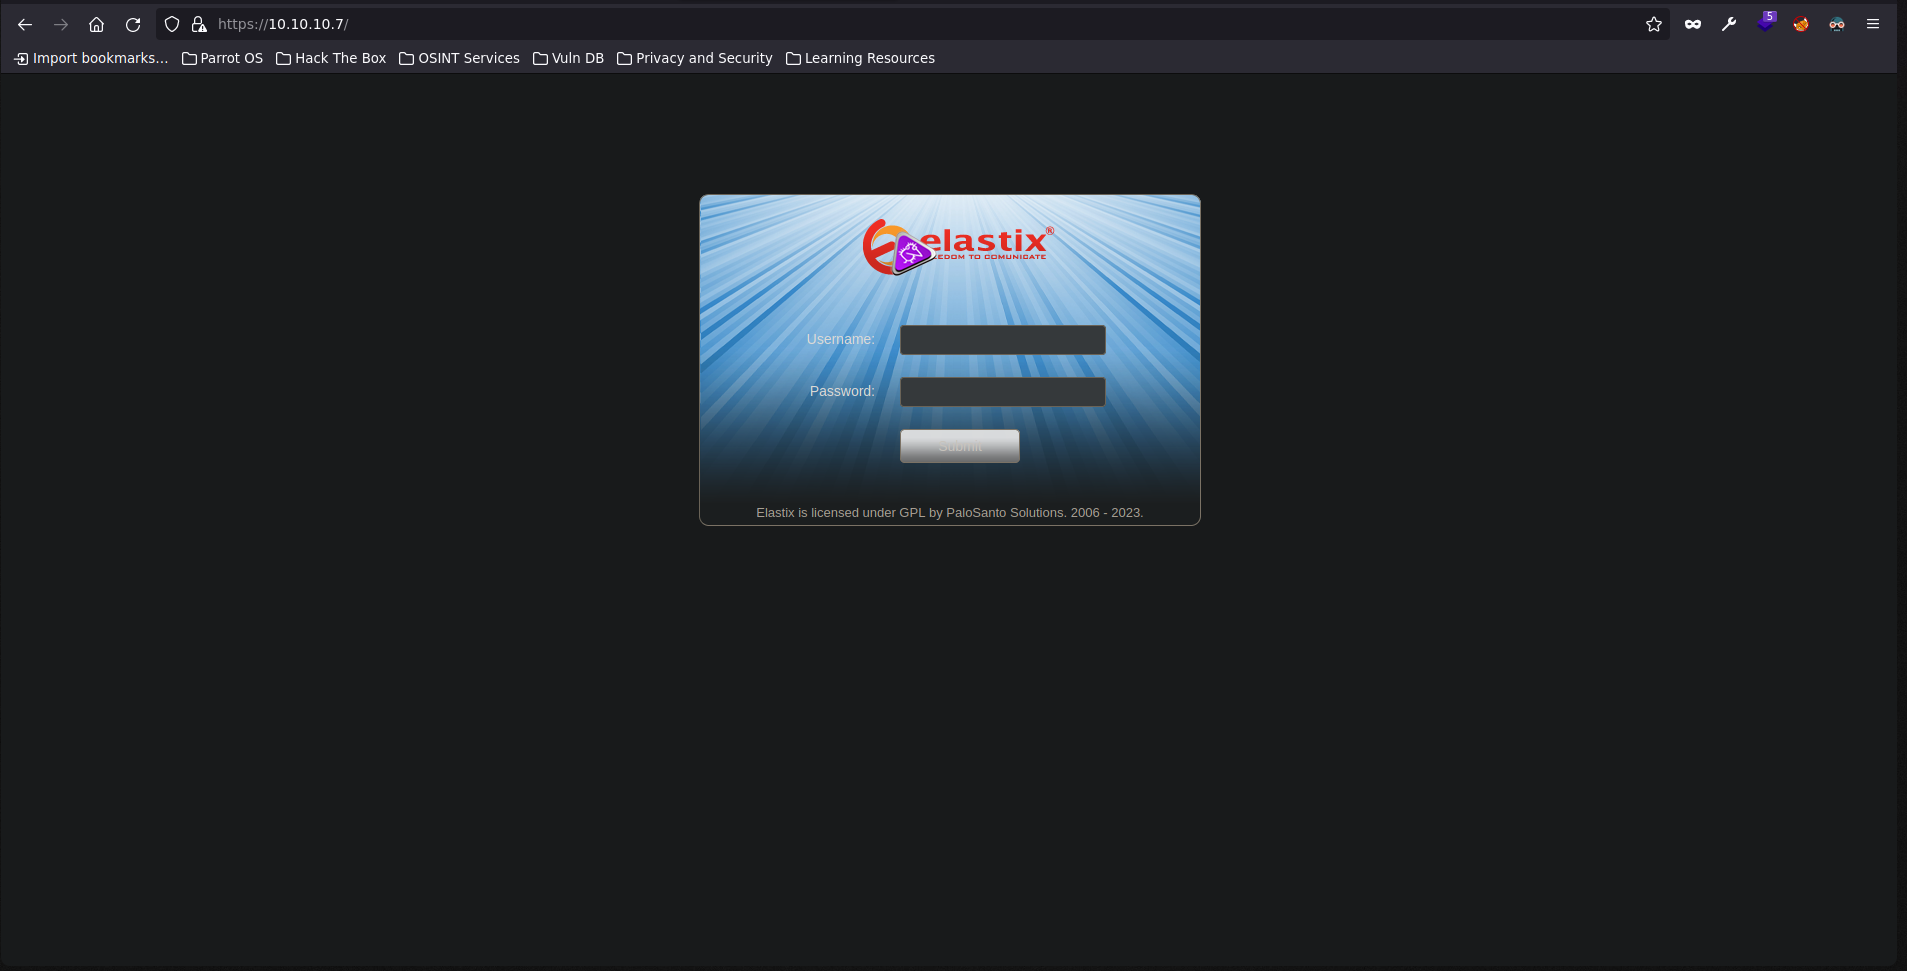 https://10.10.10.7/
5
Import bookmarks... Parrot OS Hack The Box OSINT Services Vuln DB Privacy and Security Learning Resources
elastix®
EDOM TO COMUNICATE
Username:
Password:
Submit
Elastix is licensed under GPL by PaloSanto Solutions. 2006 - 2023.